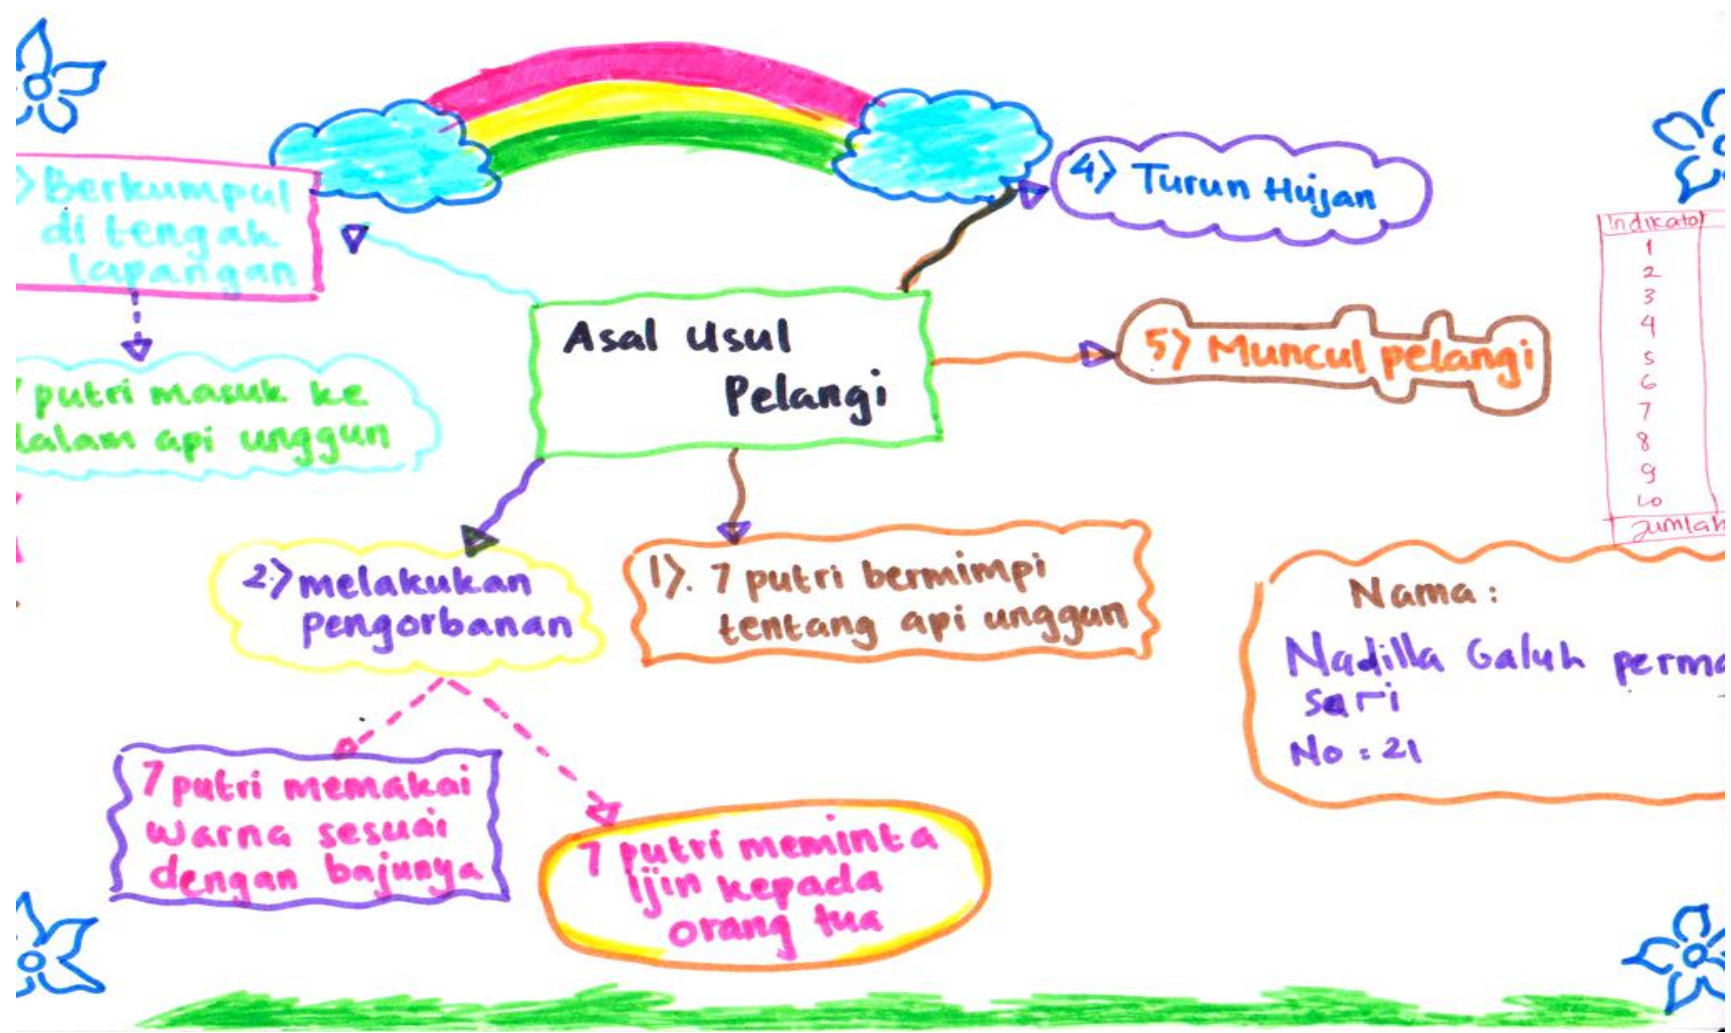 4) Turun Hujan
Berkumpul
di tengah
lapangan
Asal Usul
Pelangi
5) Muncul pelangi
putri masuk ke
dalam api unggun
2.) melakukan
pengorbanan
1). 7 putri bermimpi
tentang api unggun
7 putri memakai
warna sesuai
dengan bajunya
7 putri meminta
ijin kepada
orang tua
Indikator
1
2
3
4
5
6
7
8
9
10
Jumlah
Nama :
Nadilla Galuh perma
sari
No : 21